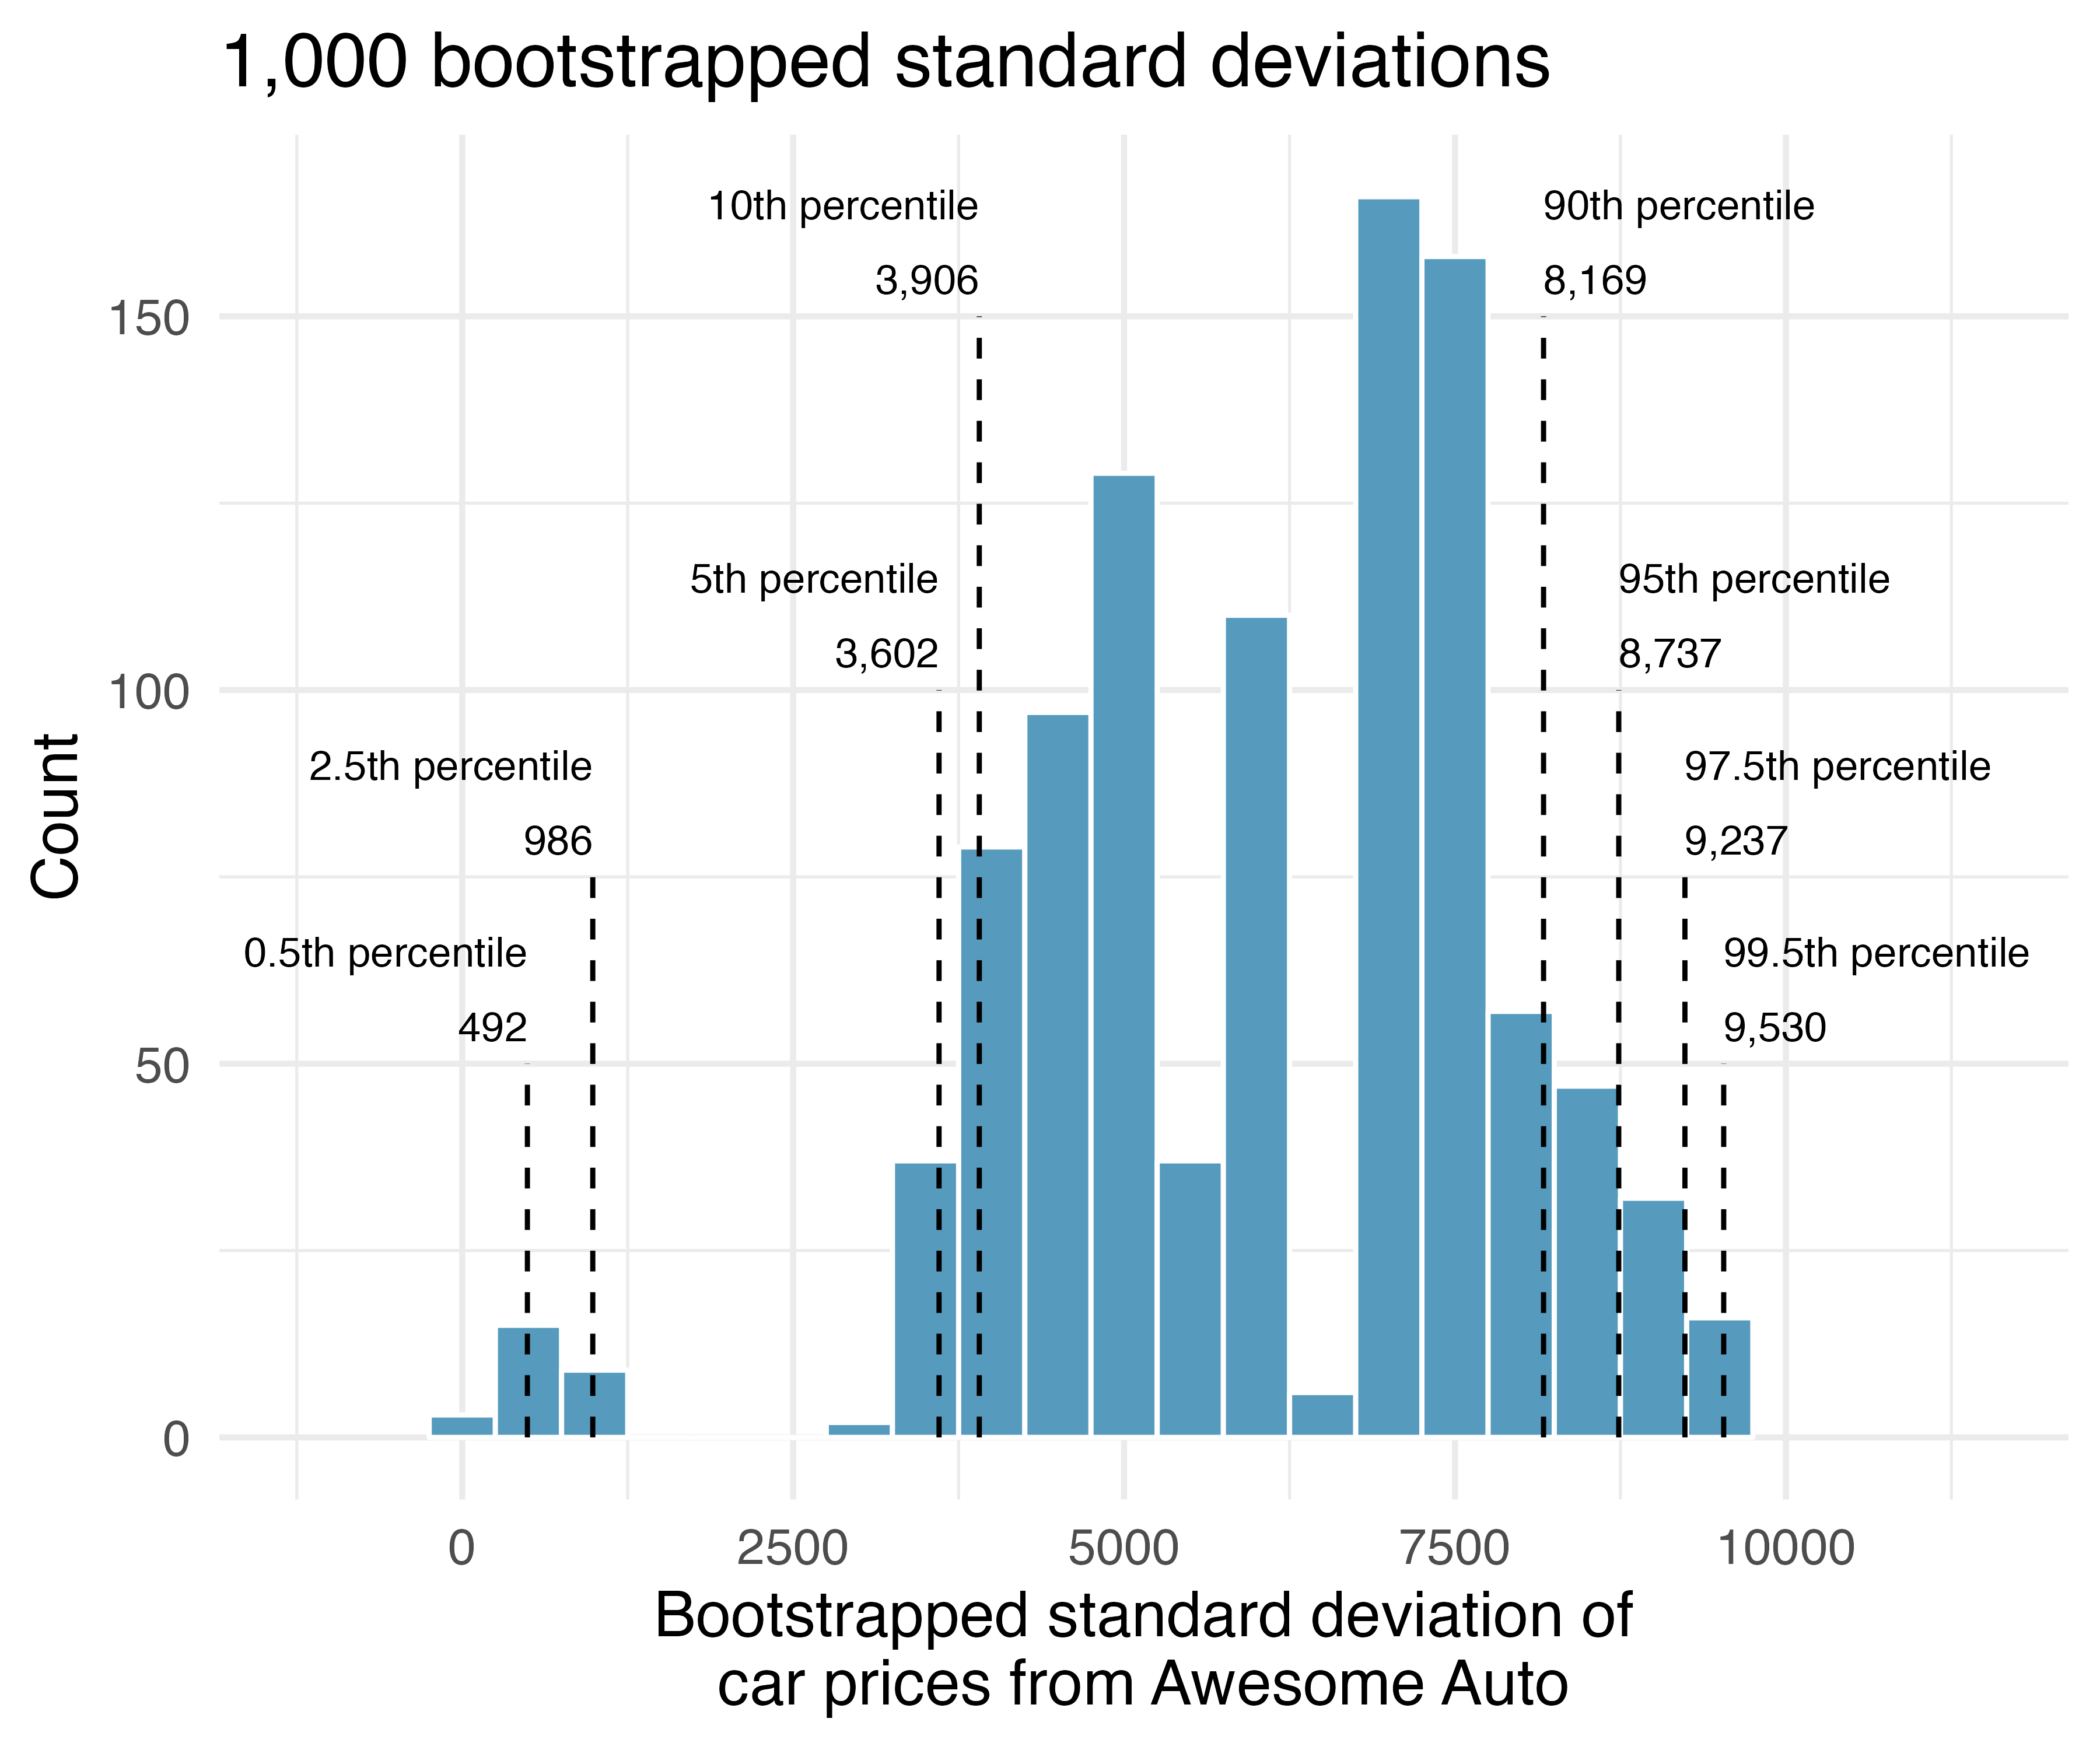 1,000 bootstrapped standard deviations
10th percentile
3,906
90th percentile
8,169
150
5th percentile
3,602
95th percentile
8,737
100
2.5th percentile
986
97.5th percentile
9,237
Count
0.5th percentile
492
99.5th percentile
9,530
50
0
0
2500
5000
7500
10000
Bootstrapped standard deviation of
car prices from Awesome Auto